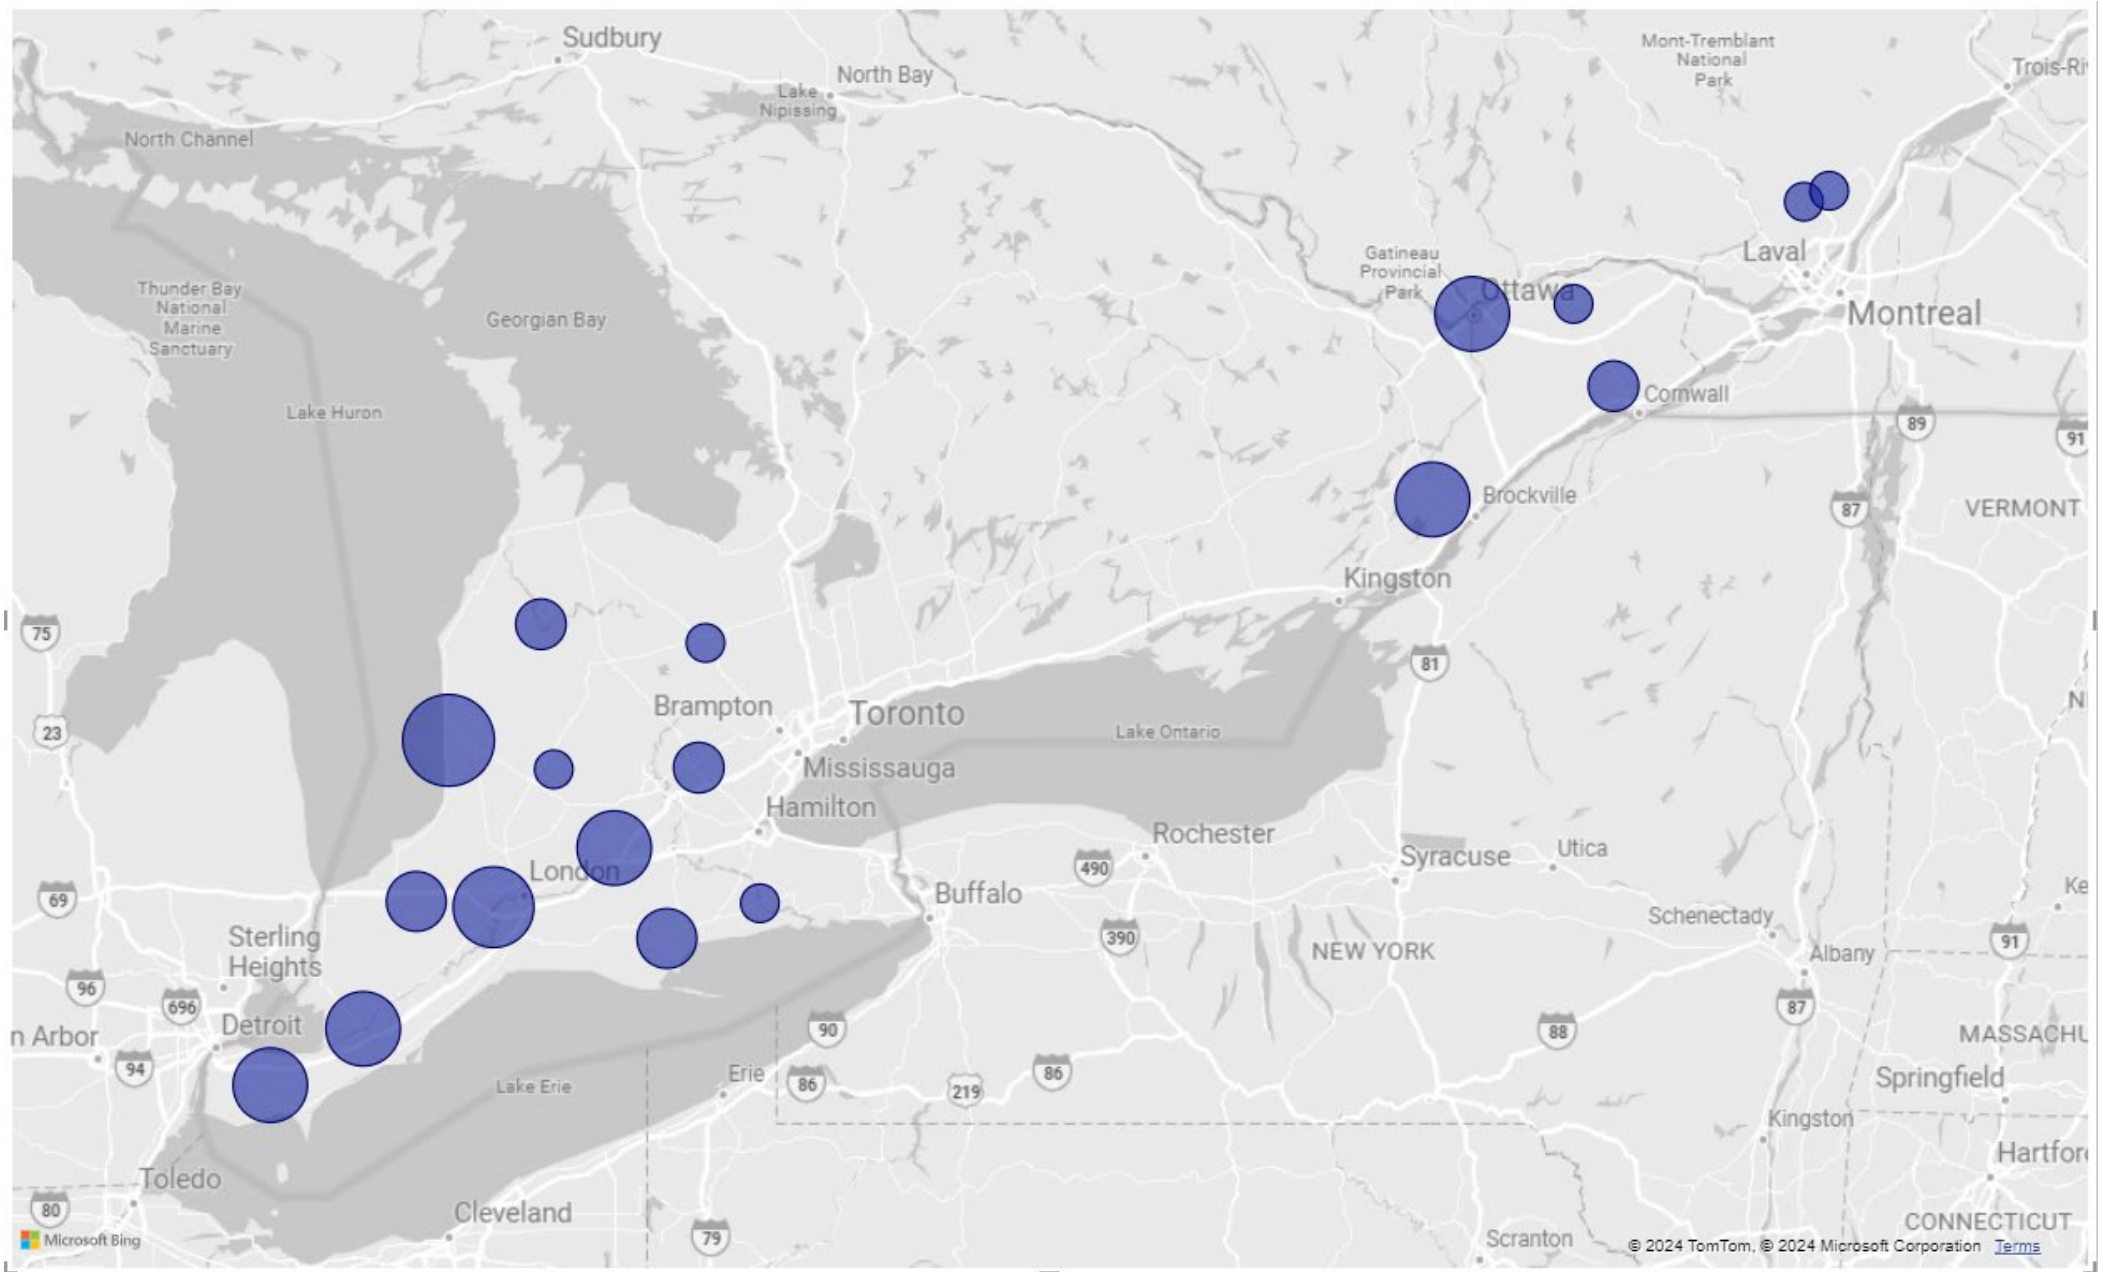 Sudbury
North Bay
Lake
Nipissing
Mont-Tremblant
National
Park
Trois-Ri
North Channel
Thunder Bay
National
Marine
Sanctuary
Georgian Bay
Lake Huron
Gatineau
Provincial
Park
Ottawa
Laval
Montreal
Cornwall
89
91
Brockville
87
VERMONT
Kingston
75
81
23
Brampton
Toronto
Lake Ontario
Mississauga
Hamilton
N
London
Rochester
490
Syracuse
Utica
69
Buffalo
Ke
Schenectady
390
NEW YORK
91
Albany
Sterling
Heights
96
696
87
Detroit
90
88
n Arbor
MASSACHU
94
Lake Erie
Erie
86
219
86
Springfield
Kingston
Hartford
Toledo
80
Cleveland
79
Scranton
CONNECTICUT
Microsoft Bing
© 2024 TomTom, © 2024 Microsoft Corporation Terms